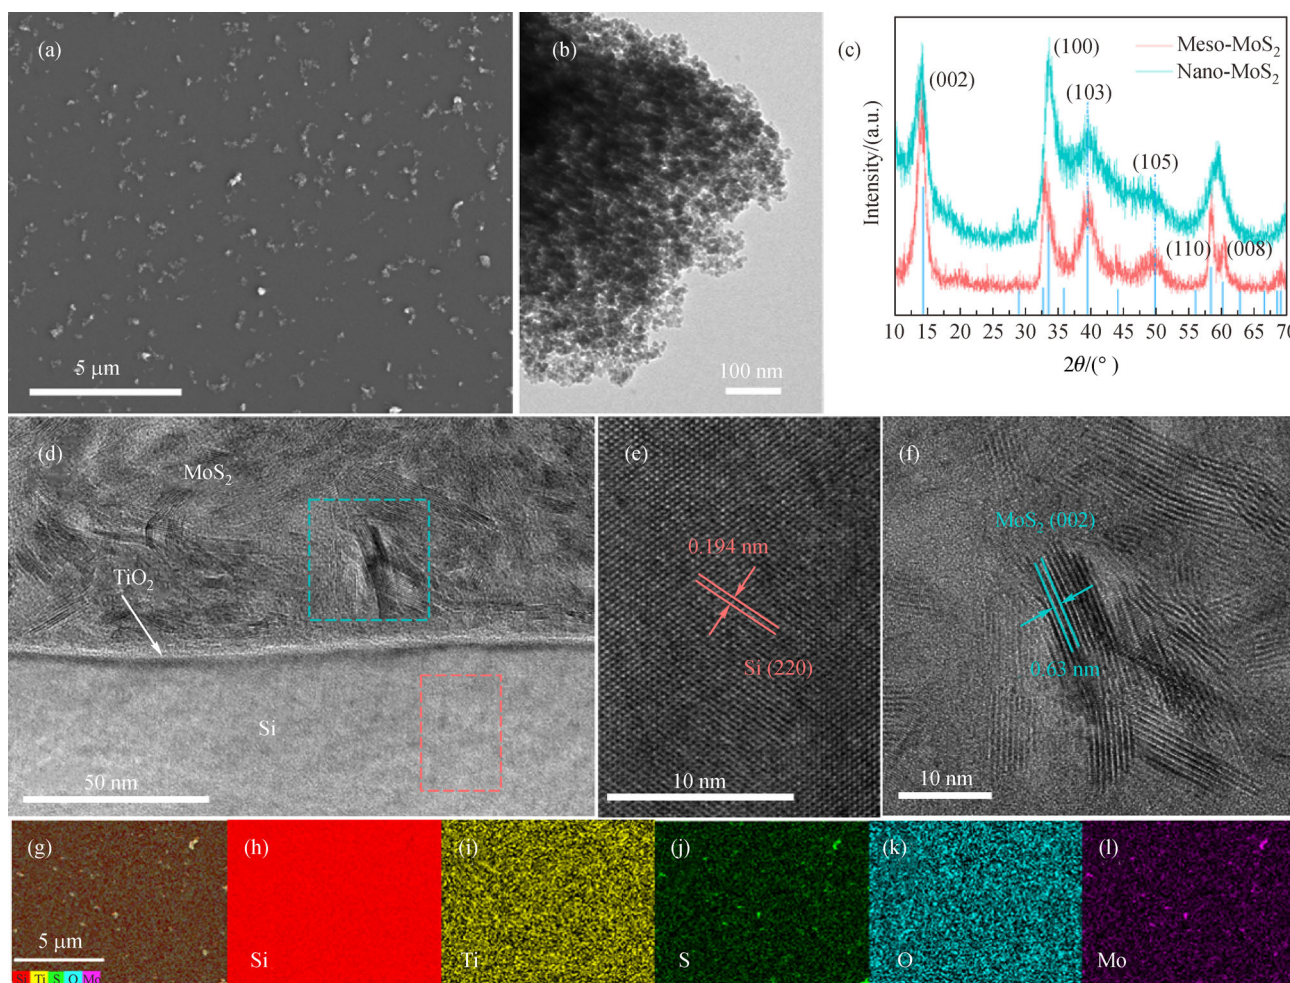 (a)
5 μm
(b)
100 nm
(c)
Meso-MoS₂
Nano-MoS₂
(002)
(100)
(103)
(105)
(110)
(008)
Intensity/(a.u.)
10 15 20 25 30 35 40 45 50 55 60 65 70
2θ/(°)
(d)
MoS₂
TiO₂
Si
50 nm
(e)
0.194 nm
Si (220)
10 nm
(f)
MoS₂ (002)
0.63 nm
10 nm
(g)
5 μm
Si Ti S O Mo
(h)
Si
(i)
Ti
(j)
S
(k)
O
(l)
Mo